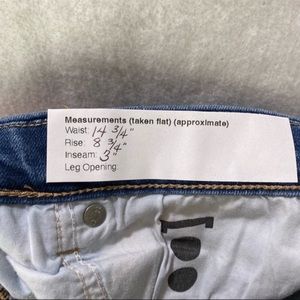 Measurements (taken flat) (approximate)
Waist: 14 3/4"
Rise: 8 3/4"
Inseam: 3"
Leg Opening: